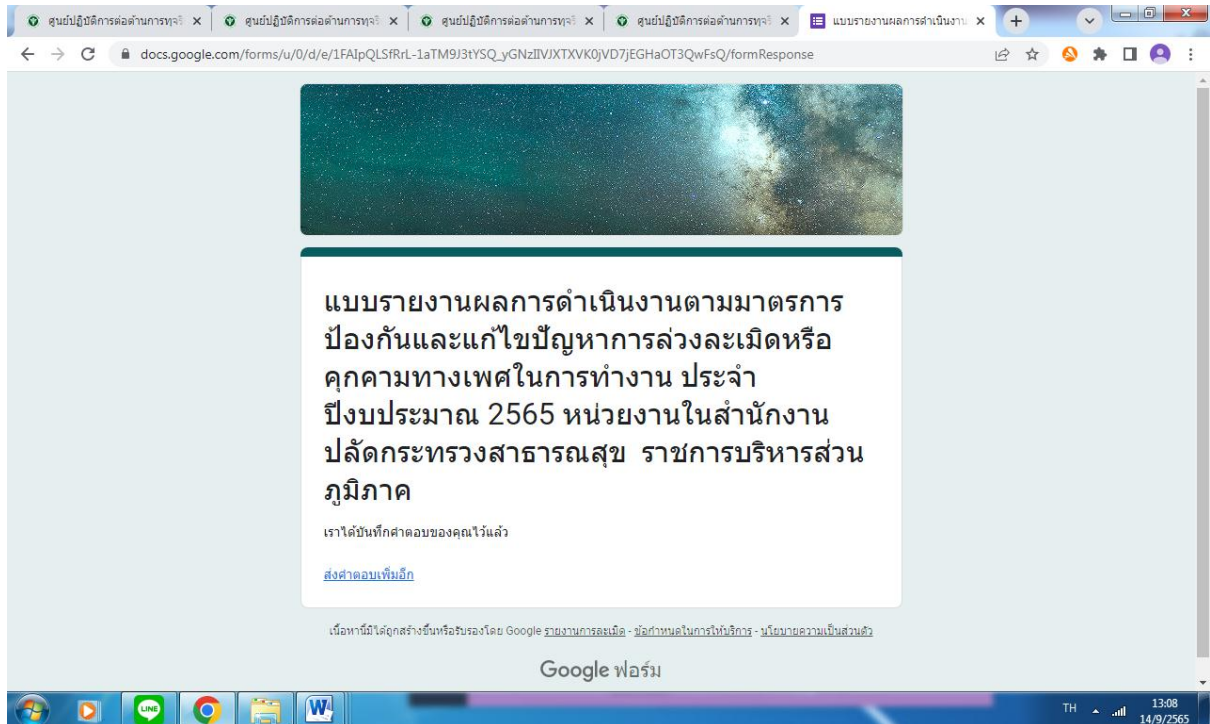 ศูนย์ปฏิบัติการต่อต้านการทุจริ
ศูนย์ปฏิบัติการต่อต้านการทุจริ
ศูนย์ปฏิบัติการต่อต้านการทุจริ
ศูนย์ปฏิบัติการต่อต้านการทุจริ
แบบรายงานผลการดำเนินงาน
docs.google.com/forms/u/0/d/e/1FAIpQLSfRrL-1aTM9J3tYSQ_yGNzIIVJXTXVK0jVD7jEGHaOT3QwFsQ/formResponse
แบบรายงานผลการดำเนินงานตามมาตรการ
ป้องกันและแก้ไขปัญหาการล่วงละเมิดหรือ
คุกคามทางเพศในการทำงาน ประจำ
ปีงบประมาณ 2565 หน่วยงานในสำนักงาน
ปลัดกระทรวงสาธารณสุข ราชการบริหารส่วน
ภูมิภาค
เราได้บันทึกคำตอบของคุณไว้แล้ว
ส่งคำตอบเพิ่มอีก
เนื้อหานี้มิได้ถูกสร้างขึ้นหรือรับรองโดย Google รายงานการละเมิด - ข้อกำหนดในการให้บริการ - นโยบายความเป็นส่วนตัว
Google ฟอร์ม
LINE
W
TH
13:08
14/9/2565